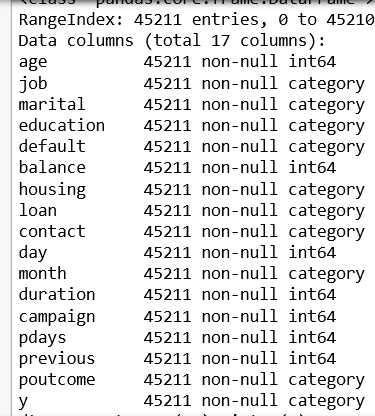 <class 'pandas.core.frame.DataFrame'>
RangeIndex: 45211 entries, 0 to 45210
Data columns (total 17 columns):
age 45211 non-null int64
job 45211 non-null category
marital 45211 non-null category
education 45211 non-null category
default 45211 non-null category
balance 45211 non-null int64
housing 45211 non-null category
loan 45211 non-null category
contact 45211 non-null category
day 45211 non-null int64
month 45211 non-null category
duration 45211 non-null int64
campaign 45211 non-null int64
pdays 45211 non-null int64
previous 45211 non-null int64
poutcome 45211 non-null category
y 45211 non-null category